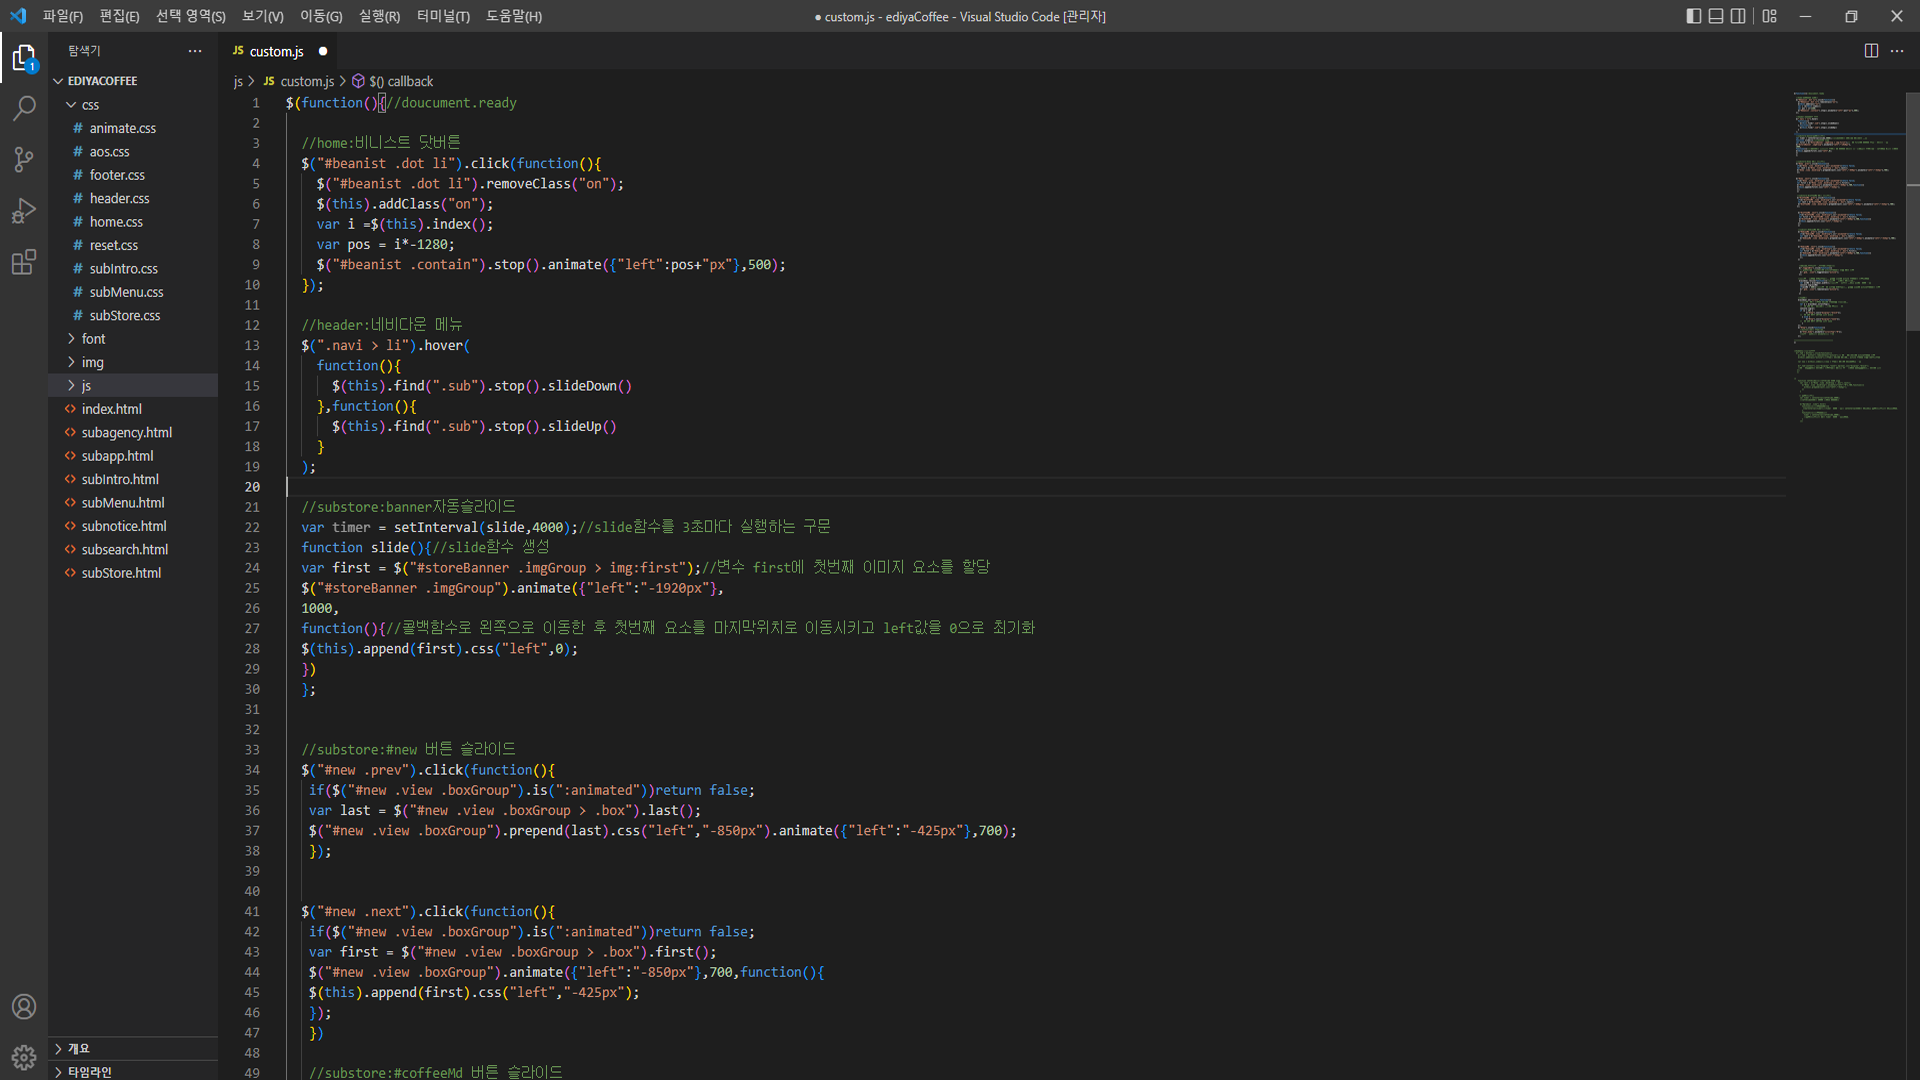 파일(F) 편집(E) 선택 영역(S) 보기(V) 이동(G) 실행(R) 터미널(T) 도움말(H)
● custom.js - ediyaCoffee - Visual Studio Code [관리자]
탐색기 ···
1
EDIYACOFFEE
css
# animate.css
# aos.css
# footer.css
# header.css
# home.css
# reset.css
# subIntro.css
# subMenu.css
# subStore.css
font
img
js
<> index.html
<> subagency.html
<> subapp.html
<> subIntro.html
<> subMenu.html
<> subnotice.html
<> subsearch.html
<> subStore.html
개요
타임라인
JS custom.js ●
js > JS custom.js > $() callback
1 $(function(){//doucument.ready
2
3 //home:비니스트 닷버튼
4 $("#beanist .dot li").click(function(){
5 $("#beanist .dot li").removeClass("on");
6 $(this).addClass("on");
7 var i =$(this).index();
8 var pos = i*-1280;
9 $("#beanist .contain").stop().animate({"left":pos+"px"},500);
10 });
11
12 //header:네비다운 메뉴
13 $(".navi > li").hover(
14 function(){
15 $(this).find(".sub").stop().slideDown()
16 },function(){
17 $(this).find(".sub").stop().slideUp()
18 }
19 );
20
21 //substore:banner자동슬라이드
22 var timer = setInterval(slide,4000);//slide함수를 3초마다 실행하는 구문
23 function slide(){//slide함수 생성
24 var first = $("#storeBanner .imgGroup > img:first");//변수 first에 첫번째 이미지 요소를 할당
25 $("#storeBanner .imgGroup").animate({"left":"-1920px"},
26 1000,
27 function(){//콜백함수로 왼쪽으로 이동한 후 첫번째 요소를 마지막위치로 이동시키고 left값을 0으로 최기화
28 $(this).append(first).css("left",0);
29 })
30 };
31
32
33 //substore:#new 버튼 슬라이드
34 $("#new .prev").click(function(){
35 if($("#new .view .boxGroup").is(":animated"))return false;
36 var last = $("#new .view .boxGroup > .box").last();
37 $("#new .view .boxGroup").prepend(last).css("left","-850px").animate({"left":"-425px"},700);
38 });
39
40
41 $("#new .next").click(function(){
42 if($("#new .view .boxGroup").is(":animated"))return false;
43 var first = $("#new .view .boxGroup > .box").first();
44 $("#new .view .boxGroup").animate({"left":"-850px"},700,function(){
45 $(this).append(first).css("left","-425px");
46 });
47 })
48
49 //substore:#coffeeMd 버튼 슬라이드